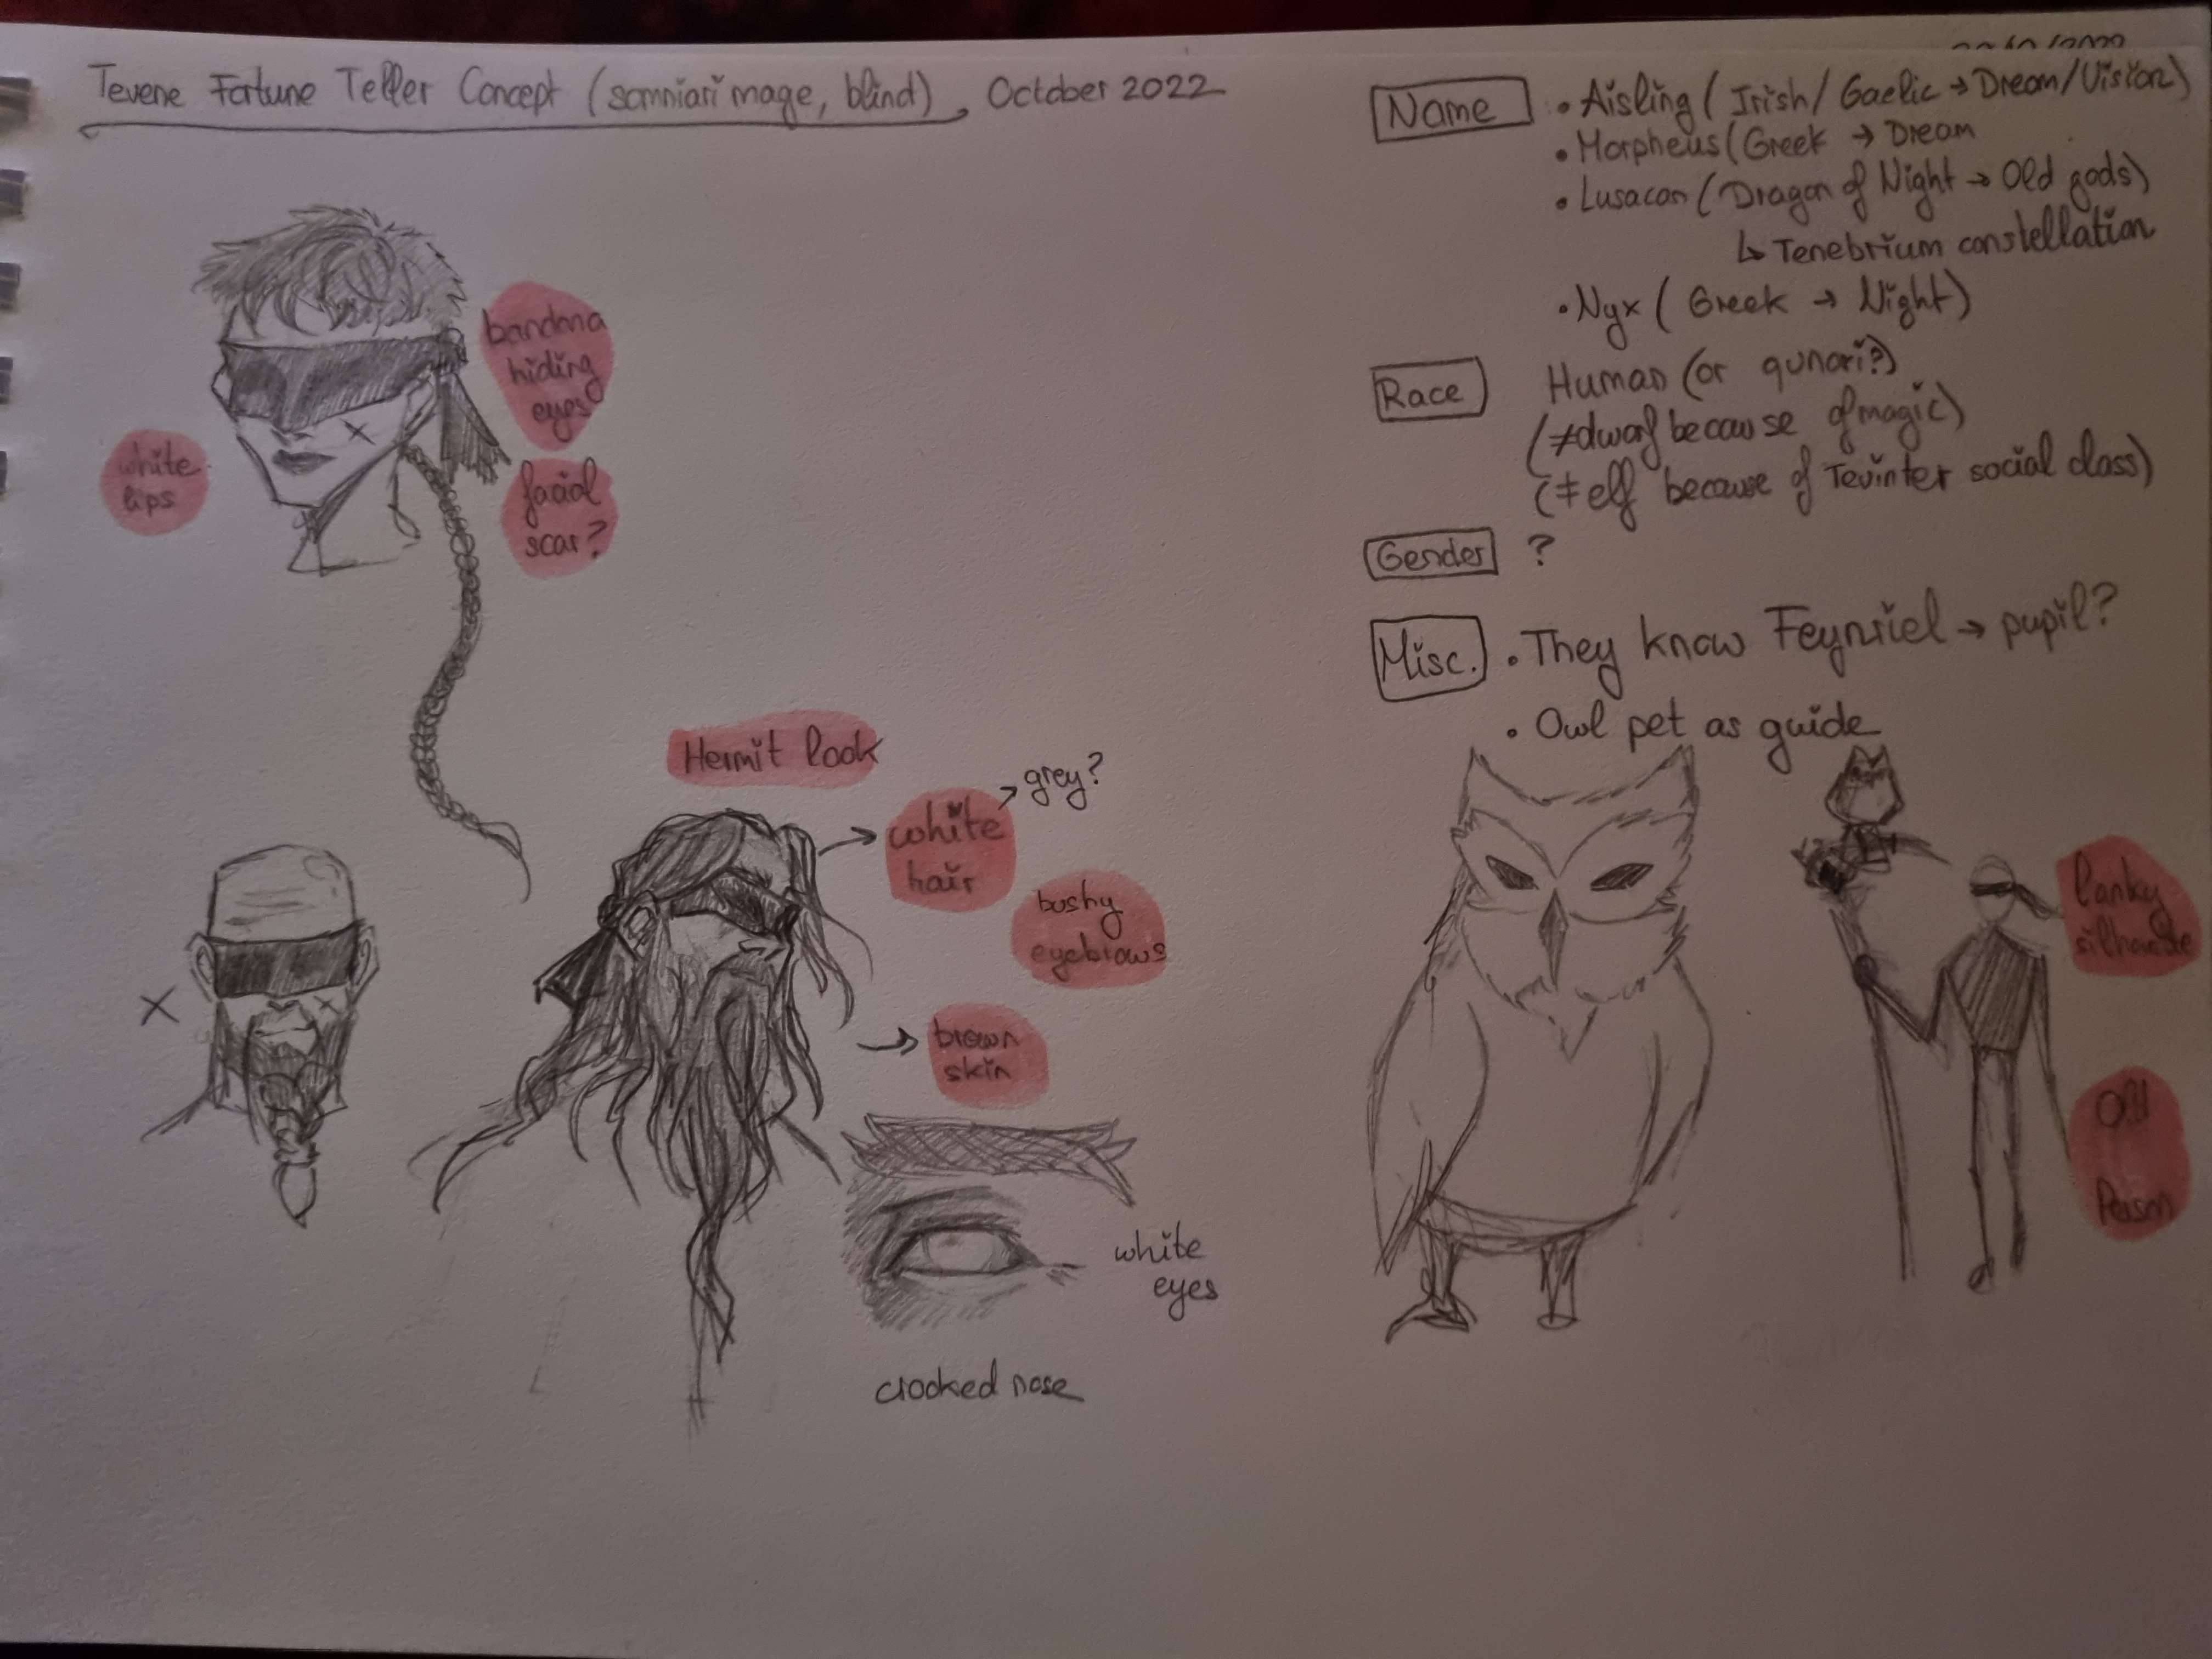 Tevene Fortune Teller Concept (somniari mage, blind), October 2022
bandana
hiding
eyes
white
lips
facial
scar?
Hermit look
white
hair
grey?
bushy
eyebrows
brown
skin
white
eyes
crooked nose
Name
• Aisling (Irish/Gaelic → Dream/Vision)
• Morpheus (Greek → Dream
• Lusacan (Dragon of Night → Old gods)
↳ Tenebrium constellation
• Nyx (Greek → Night)
Race
Human (or qunari?)
(≠dwarf because of magic)
(≠elf because of Tevinter social class)
Gender
?
Misc.
• They know Feynriel → pupil?
• Owl pet as guide
lanky
silhouette
Old
Person